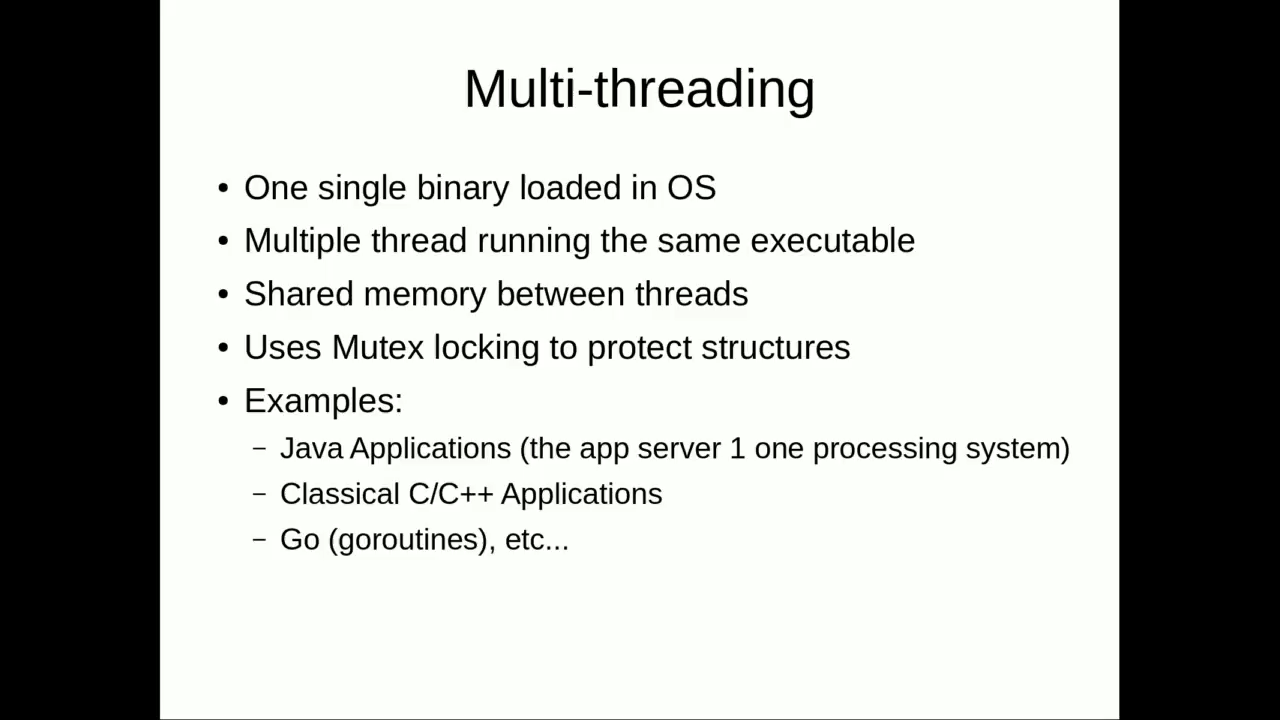 Multi-threading
• One single binary loaded in OS
• Multiple thread running the same executable
• Shared memory between threads
• Uses Mutex locking to protect structures
• Examples:
– Java Applications (the app server 1 one processing system)
– Classical C/C++ Applications
– Go (goroutines), etc...